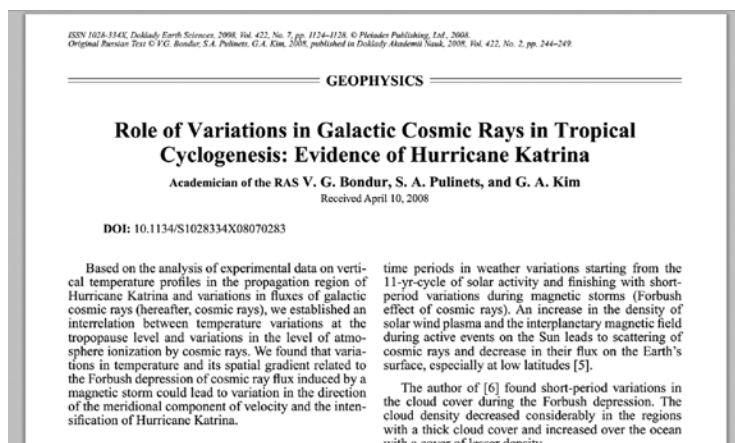 ISSN 1028-334X, Doklady Earth Sciences, 2008, Vol. 422, No. 7, pp. 1124–1128. © Pleiades Publishing, Ltd., 2008.
Original Russian Text © V.G. Bondur, S.A. Pulinets, G.A. Kim, 2008, published in Doklady Akademii Nauk, 2008, Vol. 422, No. 2, pp. 244–249.
GEOPHYSICS
Role of Variations in Galactic Cosmic Rays in Tropical
Cyclogenesis: Evidence of Hurricane Katrina
Academician of the RAS V. G. Bondur, S. A. Pulinets, and G. A. Kim
Received April 10, 2008
DOI: 10.1134/S1028334X08070283
Based on the analysis of experimental data on verti-
cal temperature profiles in the propagation region of
Hurricane Katrina and variations in fluxes of galactic
cosmic rays (hereafter, cosmic rays), we established an
interrelation between temperature variations at the
tropopause level and variations in the level of atmo-
sphere ionization by cosmic rays. We found that varia-
tions in temperature and its spatial gradient related to
the Forbush depression of cosmic ray flux induced by a
magnetic storm could lead to variation in the direction
of the meridional component of velocity and the inten-
sification of Hurricane Katrina.
time periods in weather variations starting from the
11-yr-cycle of solar activity and finishing with short-
period variations during magnetic storms (Forbush
effect of cosmic rays). An increase in the density of
solar wind plasma and the interplanetary magnetic field
during active events on the Sun leads to scattering of
cosmic rays and decrease in their flux on the Earth's
surface, especially at low latitudes [5].
The author of [6] found short-period variations in
the cloud cover during the Forbush depression. The
cloud density decreased considerably in the regions
with a thick cloud cover and increased over the ocean
with a cover of lesser density.